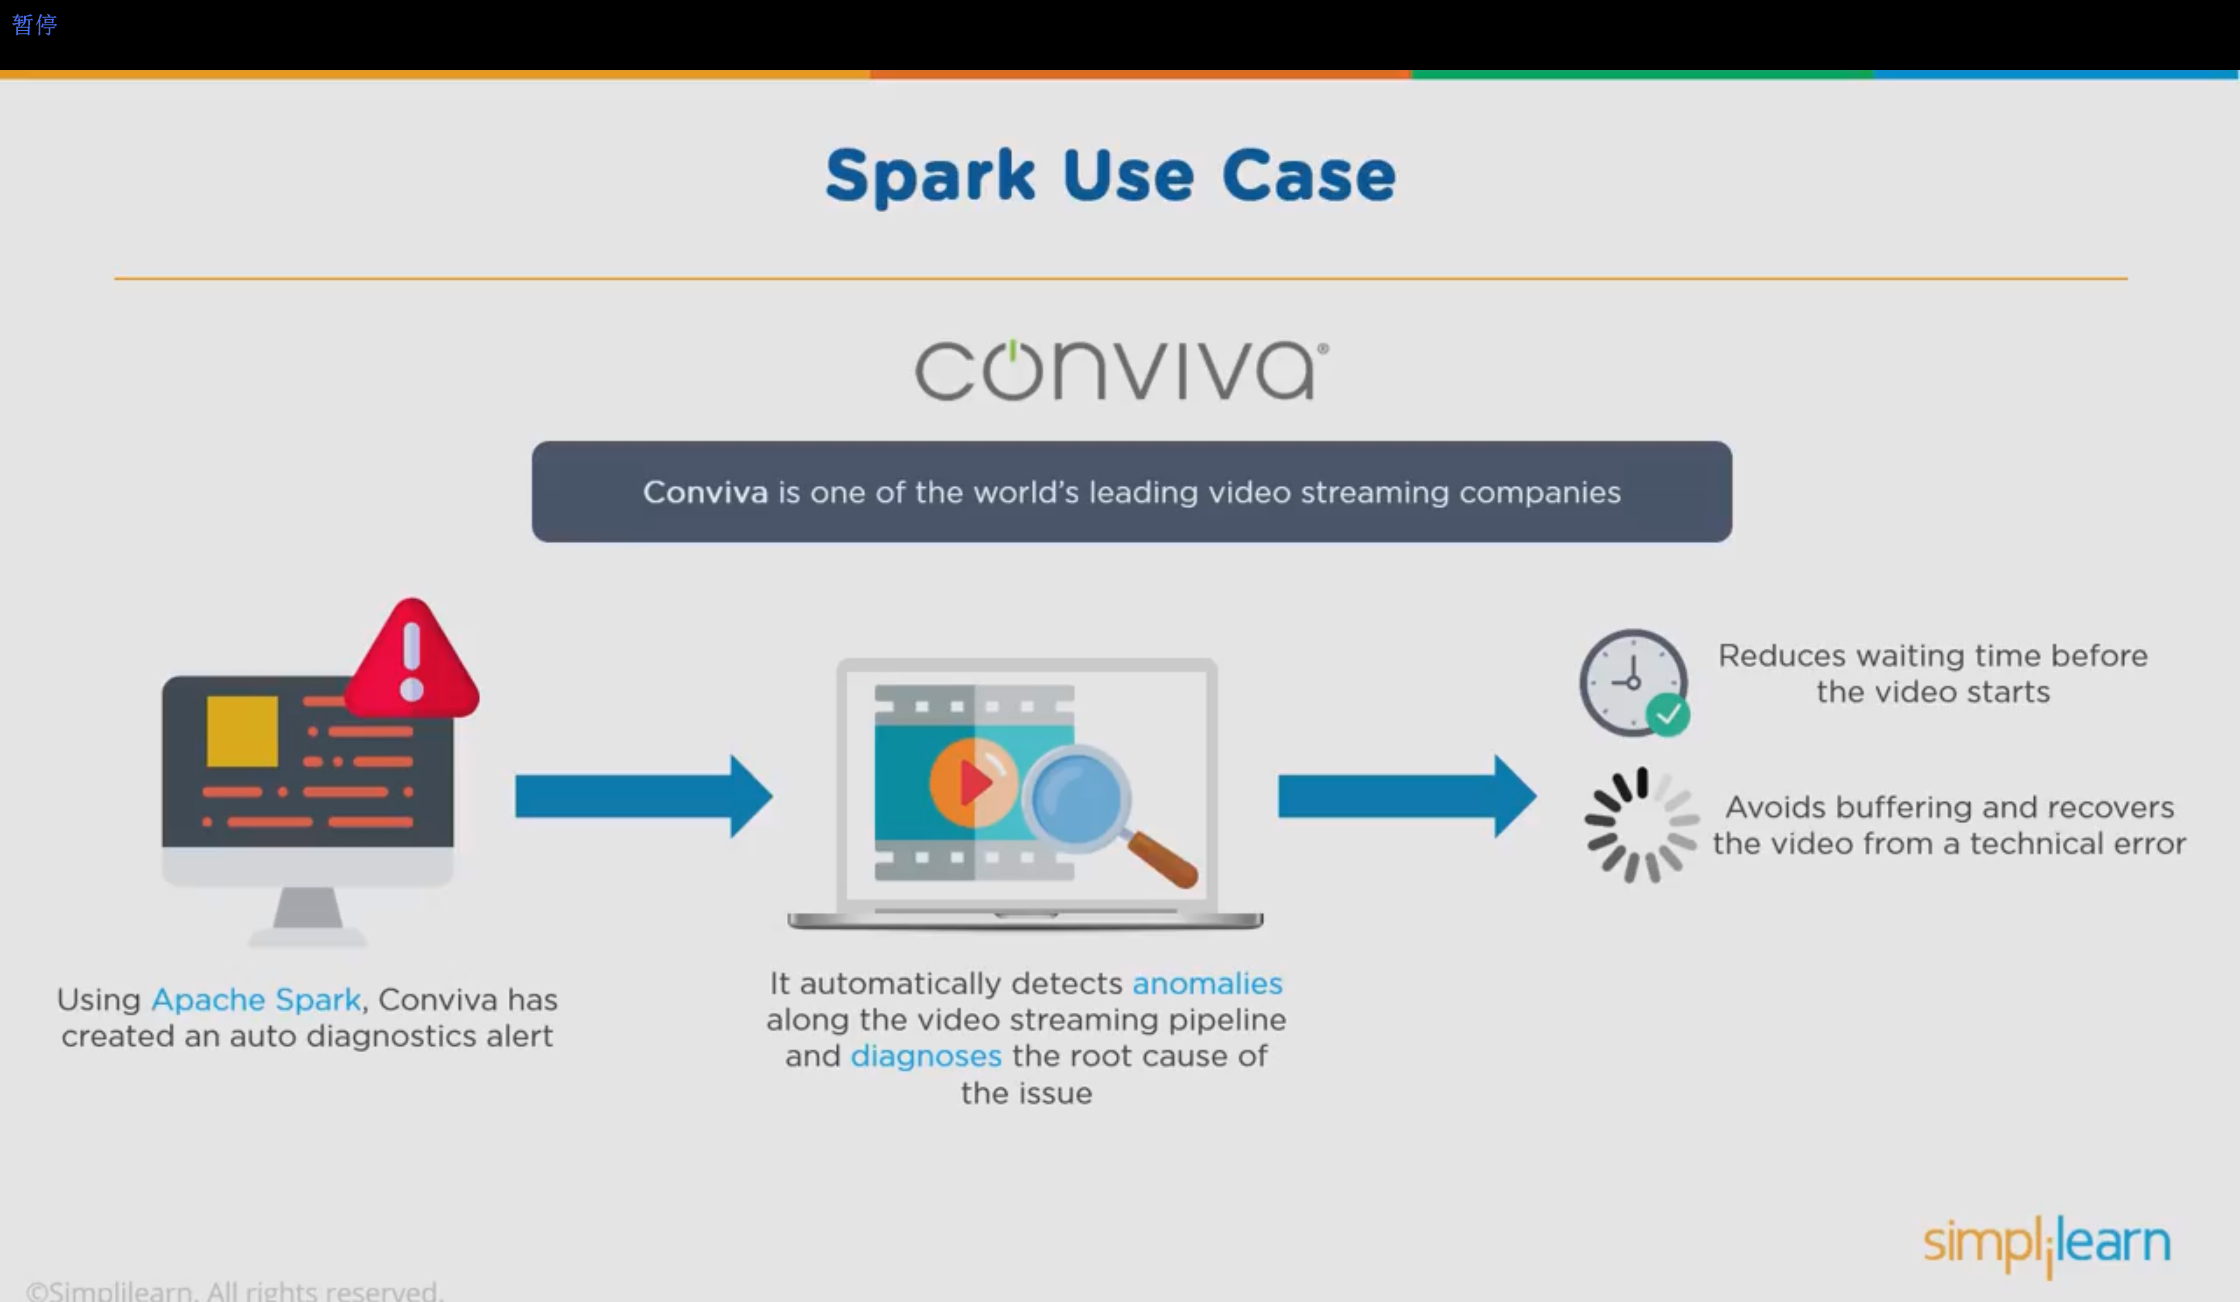 暂停
Spark Use Case
conviva®
Conviva is one of the world's leading video streaming companies
Using Apache Spark, Conviva has
created an auto diagnostics alert
It automatically detects anomalies
along the video streaming pipeline
and diagnoses the root cause of
the issue
Reduces waiting time before
the video starts
Avoids buffering and recovers
the video from a technical error
simplilearn
©Simplilearn. All rights reserved.